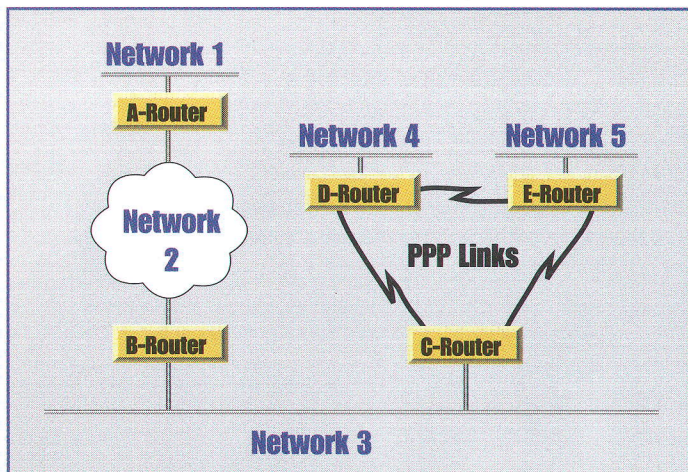 Network 1
A-Router
Network 4
Network 5
D-Router
E-Router
Network
2
PPP Links
B-Router
C-Router
Network 3